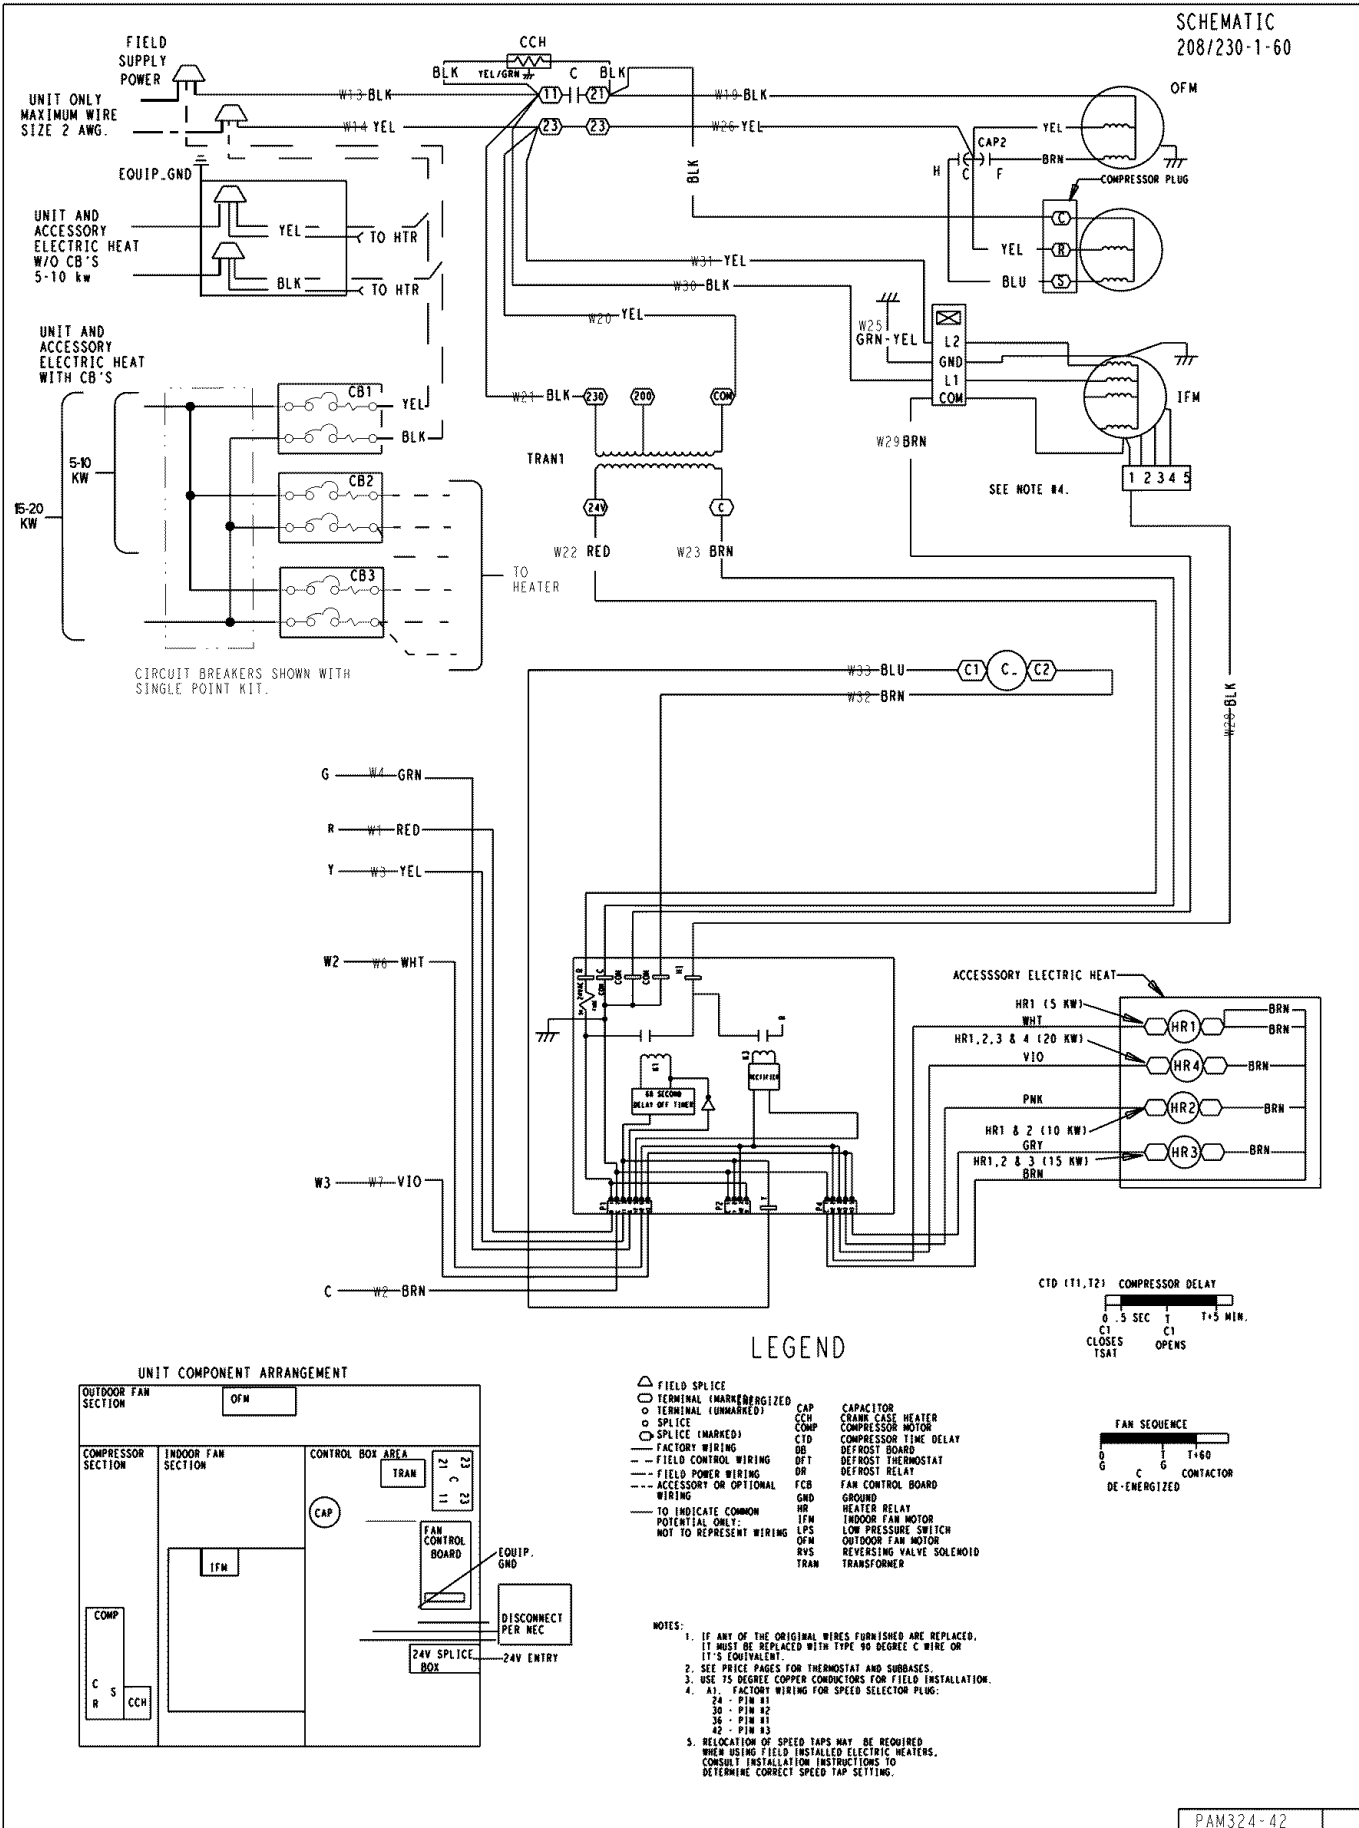 SCHEMATIC
208/230-1-60
FIELD
SUPPLY
POWER
UNIT ONLY
MAXIMUM WIRE
SIZE 2 AWG.
W13 BLK
W14 YEL
CCH
BLK
YEL/GRN
C
BLK
11
21
23
23
W19 BLK
W26 YEL
OFM
YEL
CAP2
BRN
H
C
F
COMPRESSOR PLUG
BLK
C
YEL
R
BLU
S
EQUIP_GND
UNIT AND
ACCESSORY
ELECTRIC HEAT
W/O CB'S
5-10 kw
YEL
TO HTR
BLK
TO HTR
W31 YEL
W30 BLK
W20 YEL
W25
GRN-YEL
L2
GND
L1
COM
IFM
W21 BLK
230
200
COM
TRAN1
24V
C
W22 RED
W23 BRN
W29 BRN
1 2 3 4 5
SEE NOTE #4.
UNIT AND
ACCESSORY
ELECTRIC HEAT
WITH CB'S
CB1
YEL
BLK
5-10
KW
CB2
15-20
KW
CB3
TO
HEATER
CIRCUIT BREAKERS SHOWN WITH
SINGLE POINT KIT.
W33 BLU
C1
C_
C2
W32 BRN
W28 BLK
G W4 GRN
R W1 RED
Y W3 YEL
W2 W6 WHT
W3 W7 VIO
C W2 BRN
R
C
COM
COM
24VAC
COM
K1
K3
R
60 SECOND
DELAY OFF TIMER
RECTIFIER
P1
P2
Y
P4
ACCESSSORY ELECTRIC HEAT
HR1 (5 KW)
WHT
HR1
BRN
BRN
HR1,2,3 & 4 (20 KW)
VIO
HR4
BRN
PNK
HR2
BRN
HR1 & 2 (10 KW)
GRY
HR3
BRN
HR1,2 & 3 (15 KW)
BRN
CTD (T1,T2) COMPRESSOR DELAY
0 .5 SEC T T+5 MIN.
C1 C1
CLOSES OPENS
TSAT
LEGEND
FIELD SPLICE
TERMINAL (MARKED)
ENERGIZED
TERMINAL (UNMARKED)
SPLICE
SPLICE (MARKED)
FACTORY WIRING
FIELD CONTROL WIRING
FIELD POWER WIRING
ACCESSORY OR OPTIONAL
WIRING
TO INDICATE COMMON
POTENTIAL ONLY:
NOT TO REPRESENT WIRING
CAP CAPACITOR
CCH CRANK CASE HEATER
COMP COMPRESSOR MOTOR
CTD COMPRESSOR TIME DELAY
DB DEFROST BOARD
DFT DEFROST THERMOSTAT
DR DEFROST RELAY
FCB FAN CONTROL BOARD
GND GROUND
HR HEATER RELAY
IFM INDOOR FAN MOTOR
LPS LOW PRESSURE SWITCH
OFM OUTDOOR FAN MOTOR
RVS REVERSING VALVE SOLENOID
TRAN TRANSFORMER
FAN SEQUENCE
0 T T+60
G G
C CONTACTOR
DE-ENERGIZED
UNIT COMPONENT ARRANGEMENT
OUTDOOR FAN
SECTION
OFM
COMPRESSOR
SECTION
INDOOR FAN
SECTION
CONTROL BOX AREA
TRAN
23 23
C
21 11
CAP
FAN
CONTROL
BOARD
IFM
EQUIP.
GND
COMP
C
S
R
CCH
DISCONNECT
PER NEC
24V SPLICE
BOX
24V ENTRY
NOTES:
1. IF ANY OF THE ORIGINAL WIRES FURNISHED ARE REPLACED,
IT MUST BE REPLACED WITH TYPE 90 DEGREE C WIRE OR
IT'S EQUIVALENT.
2. SEE PRICE PAGES FOR THERMOSTAT AND SUBBASES.
3. USE 75 DEGREE COPPER CONDUCTORS FOR FIELD INSTALLATION.
4. A). FACTORY WIRING FOR SPEED SELECTOR PLUG:
24 - PIN #1
30 - PIN #2
36 - PIN #1
42 - PIN #3
5. RELOCATION OF SPEED TAPS MAY BE REQUIRED
WHEN USING FIELD INSTALLED ELECTRIC HEATERS,
CONSULT INSTALLATION INSTRUCTIONS TO
DETERMINE CORRECT SPEED TAP SETTING.
PAM324-42